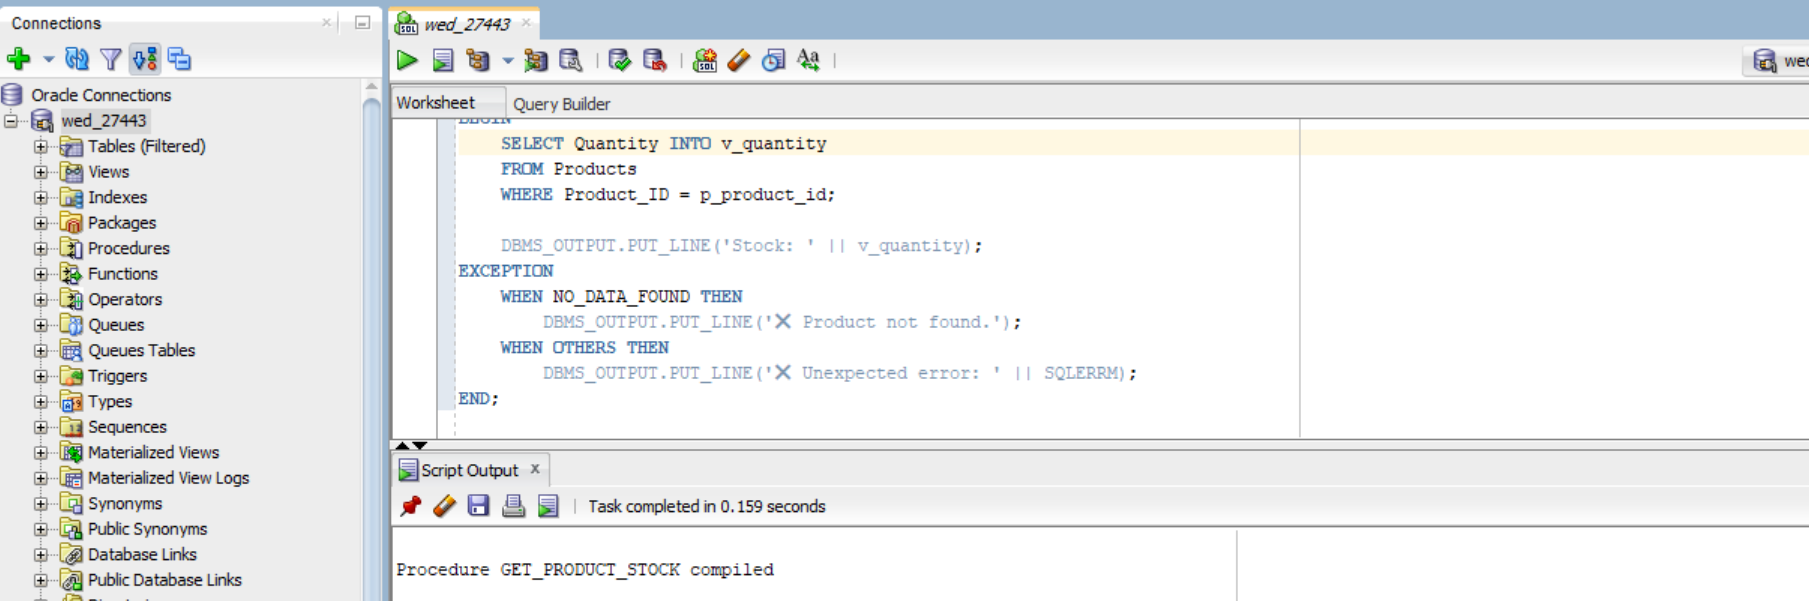 Connections
wed_27443
wed
Oracle Connections
wed_27443
Tables (Filtered)
Views
Indexes
Packages
Procedures
Functions
Operators
Queues
Queues Tables
Triggers
Types
Sequences
Materialized Views
Materialized View Logs
Synonyms
Public Synonyms
Database Links
Public Database Links
Worksheet
Query Builder
BEGIN
SELECT Quantity INTO v_quantity
FROM Products
WHERE Product_ID = p_product_id;
DBMS_OUTPUT.PUT_LINE('Stock: ' || v_quantity);
EXCEPTION
WHEN NO_DATA_FOUND THEN
DBMS_OUTPUT.PUT_LINE('❌ Product not found.');
WHEN OTHERS THEN
DBMS_OUTPUT.PUT_LINE('❌ Unexpected error: ' || SQLERRM);
END;
Script Output
Task completed in 0.159 seconds
Procedure GET_PRODUCT_STOCK compiled